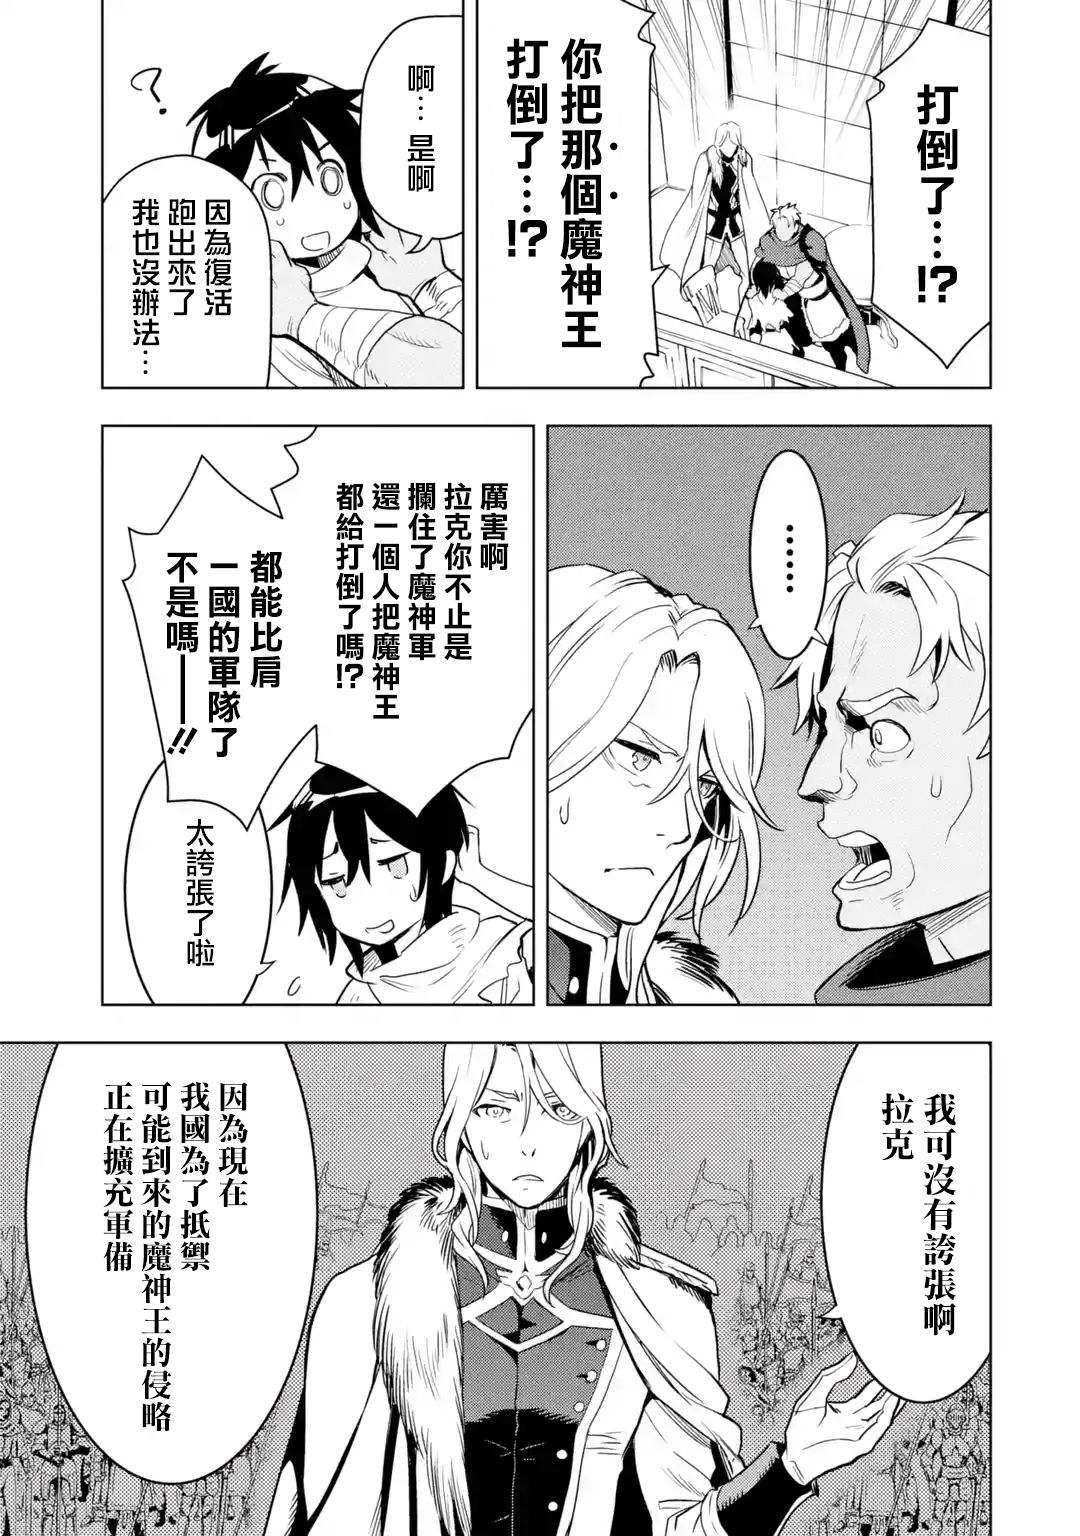 打倒了…!?
你把那個魔神王
打倒了…!?
啊…是啊
?
因為復活
跑出來了
我也沒辦法…
……
厲害啊
拉克你不止是
攔住了魔神軍
還一個人把魔神王
都給打倒了嗎!?
都能比肩
一國的軍隊了
不是嗎——!!
太誇張了啦
我可沒有誇張啊
拉克
因為現在
我國為了抵禦
可能到來的魔神王的侵略
正在擴充軍備